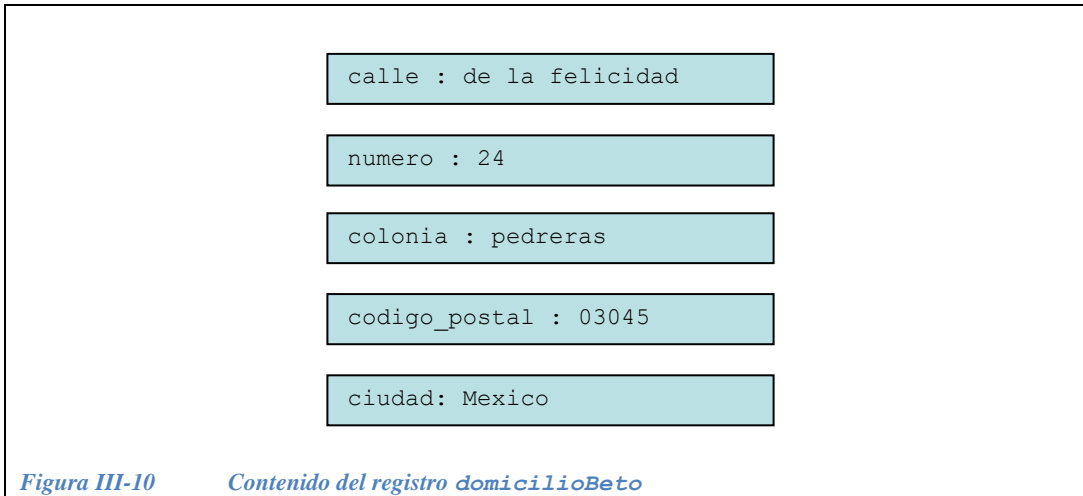 calle : de la felicidad
numero : 24
colonia : pedreras
codigo_postal : 03045
ciudad: Mexico
Figura III-10 Contenido del registro domicilioBeto